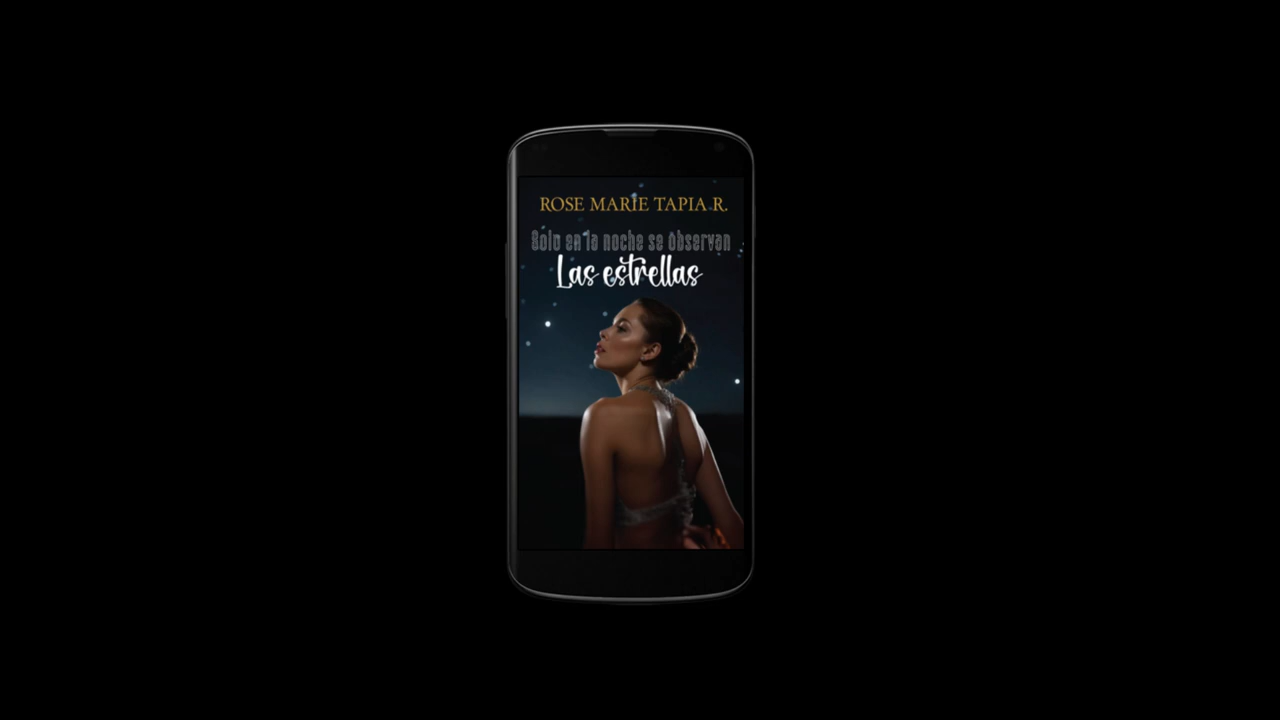 ROSE MARIE TAPIA R.
Solo en la noche se observan
Las estrellas